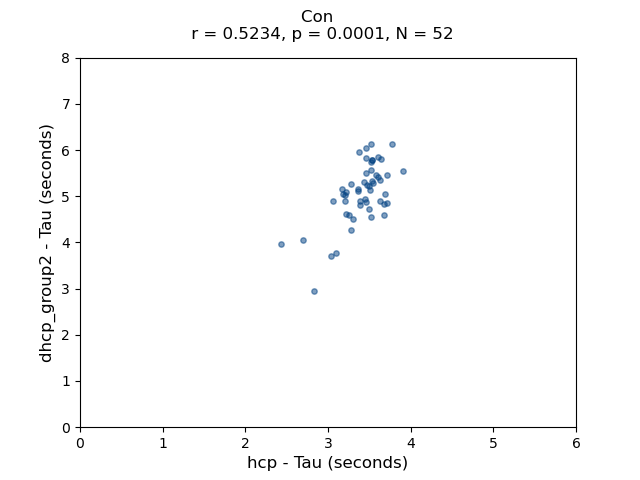 Con
r = 0.5234, p = 0.0001, N = 52
8
7
6
5
4
3
2
1
0
dhcp_group2 - Tau (seconds)
0 1 2 3 4 5 6
hcp - Tau (seconds)